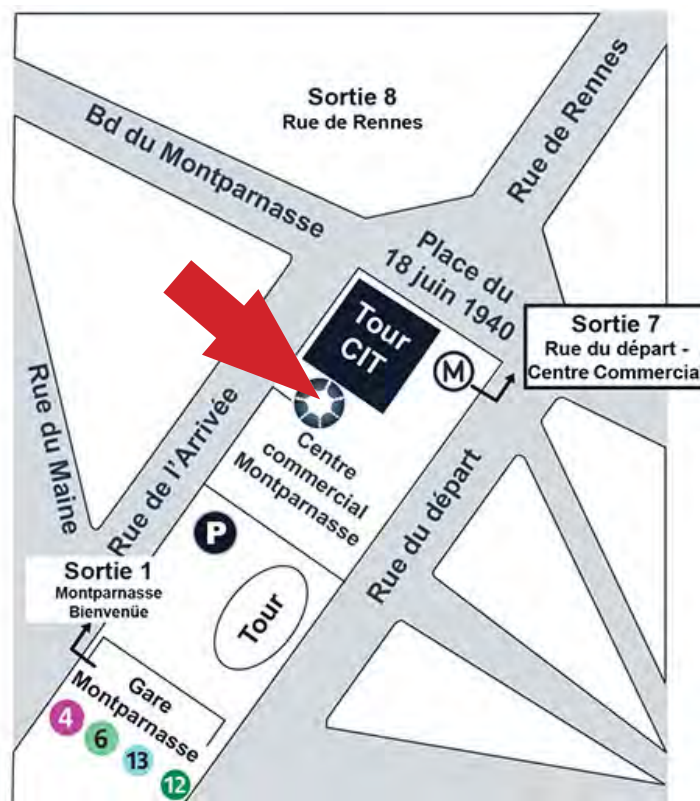 Sortie 8
Rue de Rennes
Rue de Rennes
Bd du Montparnasse
Place du
18 juin 1940
Tour
CIT
M
Sortie 7
Rue du départ -
Centre Commercial
Centre
commercial
Montparnasse
Rue du Maine
Rue de l'Arrivée
Rue du départ
P
Sortie 1
Montparnasse
Bienvenüe
Tour
Gare
Montparnasse
4
6
13
12